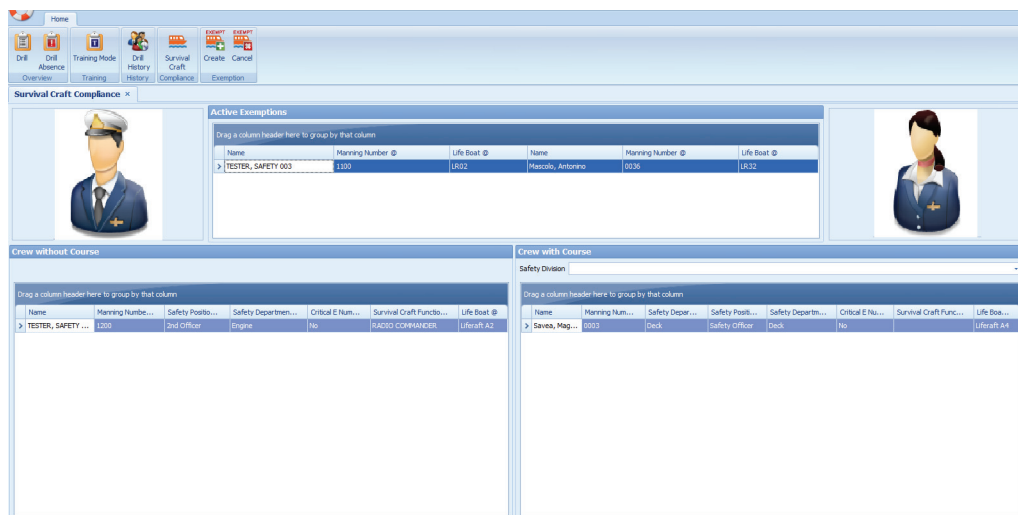 Home
EXEMPT EXEMPT
Drill Drill Absence Training Mode Drill History Survival Craft Create Cancel
Overview Training History Compliance Exemption
Survival Craft Compliance ×
Active Exemptions
Drag a column header here to group by that column
Name Manning Number @ Life Boat @ Name Manning Number @ Life Boat @
TESTER, SAFETY 003 1100 LR02 Mascolo, Antonino 0036 LR32
Crew without Course
Drag a column header here to group by that column
Name Manning Numbe... Safety Positio... Safety Departmen... Critical E Num... Survival Craft Functio... Life Boat @
TESTER, SAFETY ... 1200 2nd Officer Engine No RADIO COMMANDER Liferaft A2
Crew with Course
Safety Division
Drag a column header here to group by that column
Name Manning Num... Safety Depar... Safety Positi... Safety Departm... Critical E Nu... Survival Craft Func... Life Boa...
Savea, Mag... 0003 Deck Safety Officer Deck No Liferaft A4